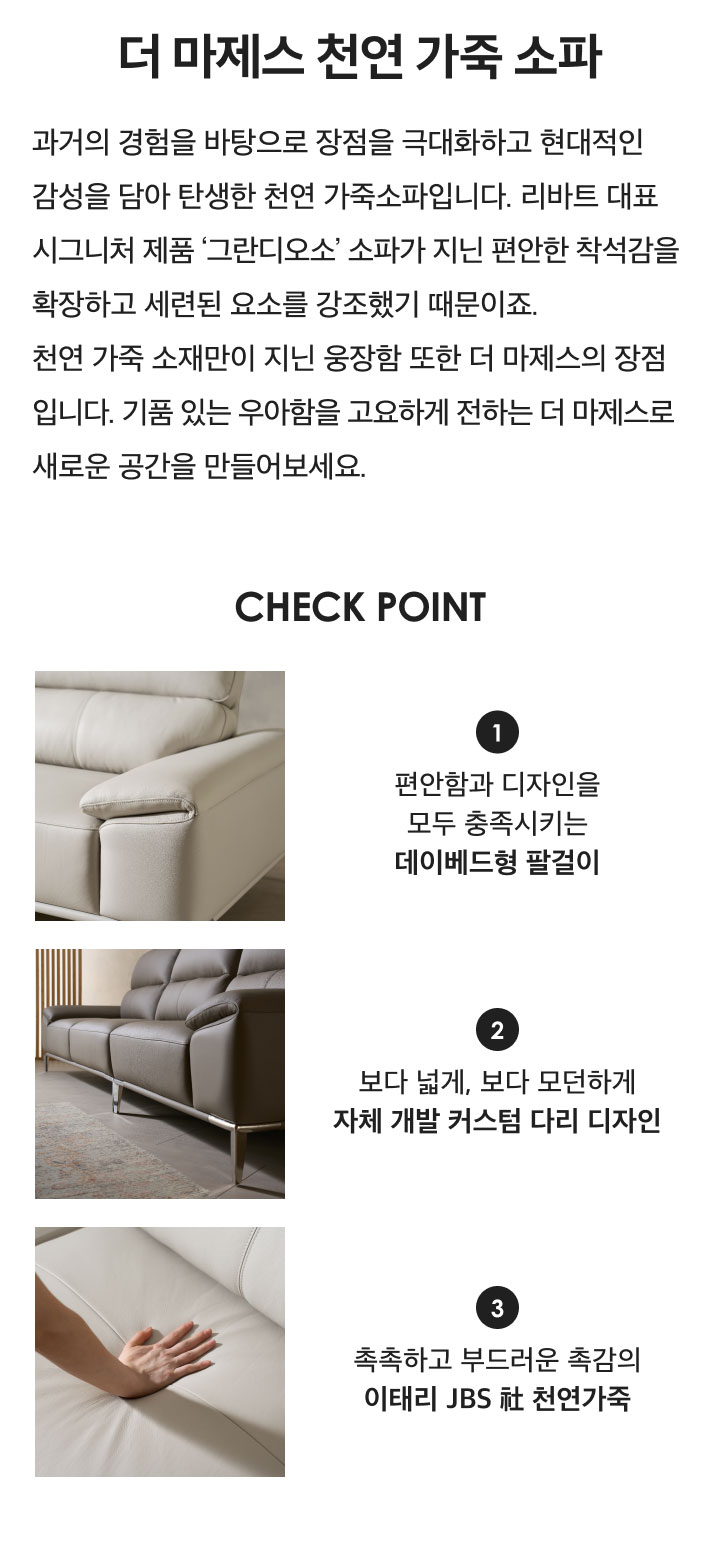 더 마제스 천연 가죽 소파
과거의 경험을 바탕으로 장점을 극대화하고 현대적인
감성을 담아 탄생한 천연 가죽소파입니다. 리바트 대표
시그니처 제품 ‘그란디오소’ 소파가 지닌 편안한 착석감을
확장하고 세련된 요소를 강조했기 때문이죠.
천연 가죽 소재만이 지닌 웅장함 또한 더 마제스의 장점
입니다. 기품 있는 우아함을 고요하게 전하는 더 마제스로
새로운 공간을 만들어보세요.
CHECK POINT
1
편안함과 디자인을
모두 충족시키는
데이베드형 팔걸이
2
보다 넓게, 보다 모던하게
자체 개발 커스텀 다리 디자인
3
촉촉하고 부드러운 촉감의
이태리 JBS 社 천연가죽